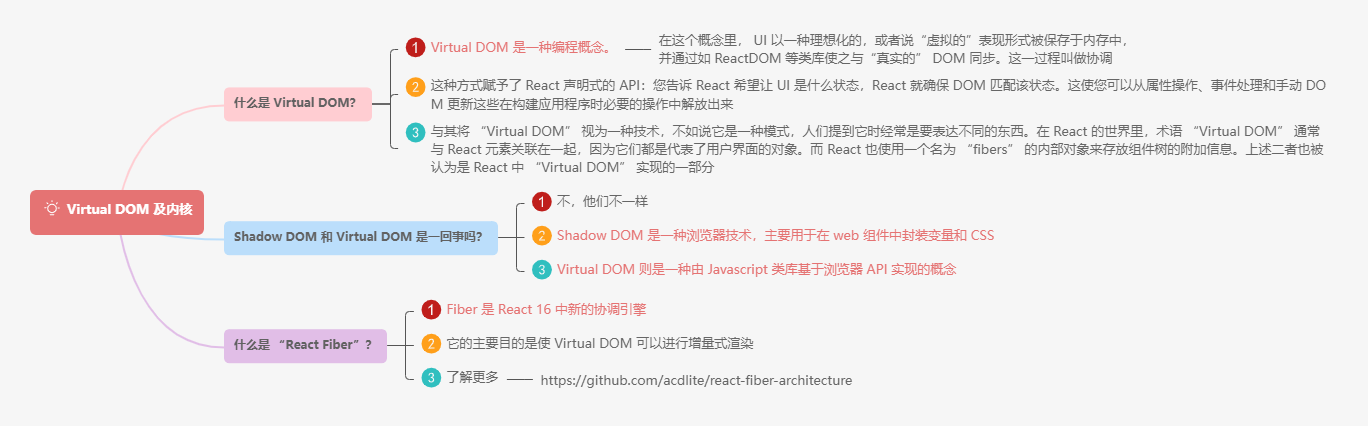 Virtual DOM 及内核
什么是 Virtual DOM?
1 Virtual DOM 是一种编程概念。
在这个概念里， UI 以一种理想化的，或者说“虚拟的”表现形式被保存于内存中，
并通过如 ReactDOM 等类库使之与“真实的” DOM 同步。这一过程叫做协调
2 这种方式赋予了 React 声明式的 API：您告诉 React 希望让 UI 是什么状态，React 就确保 DOM 匹配该状态。这使您可以从属性操作、事件处理和手动 DO
M 更新这些在构建应用程序时必要的操作中解放出来
3 与其将 “Virtual DOM” 视为一种技术，不如说它是一种模式，人们提到它时经常是要表达不同的东西。在 React 的世界里，术语 “Virtual DOM” 通常
与 React 元素关联在一起，因为它们都是代表了用户界面的对象。而 React 也使用一个名为 “fibers” 的内部对象来存放组件树的附加信息。上述二者也被
认为是 React 中 “Virtual DOM” 实现的一部分
Shadow DOM 和 Virtual DOM 是一回事吗?
1 不，他们不一样
2 Shadow DOM 是一种浏览器技术，主要用于在 web 组件中封装变量和 CSS
3 Virtual DOM 则是一种由 Javascript 类库基于浏览器 API 实现的概念
什么是 “React Fiber”?
1 Fiber 是 React 16 中新的协调引擎
2 它的主要目的是使 Virtual DOM 可以进行增量式渲染
3 了解更多
https://github.com/acdlite/react-fiber-architecture